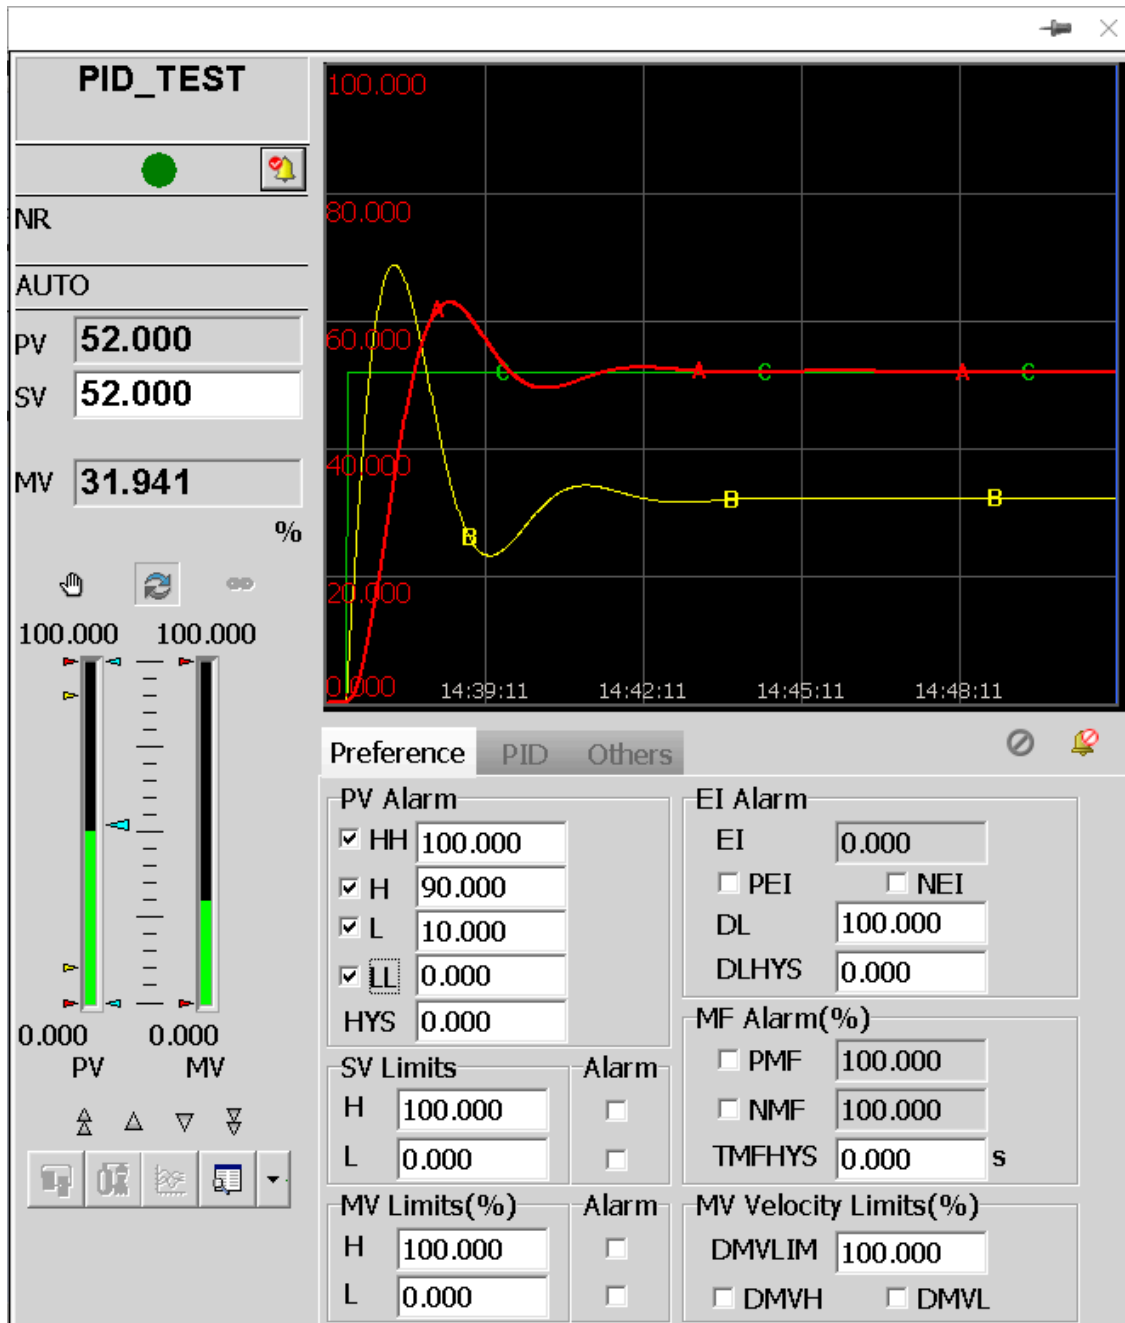 PID_TEST
NR
AUTO
PV 52.000
SV 52.000
MV 31.941
%
100.000 100.000
0.000 0.000
PV MV
100.000
80.000
60.000
A
C A C A C
40.000
B B B
20.000
0.000 14:39:11 14:42:11 14:45:11 14:48:11
Preference PID Others
PV Alarm
HH 100.000
H 90.000
L 10.000
LL 0.000
HYS 0.000
SV Limits Alarm
H 100.000
L 0.000
MV Limits(%) Alarm
H 100.000
L 0.000
EI Alarm
EI 0.000
PEI NEI
DL 100.000
DLHYS 0.000
MF Alarm(%)
PMF 100.000
NMF 100.000
TMFHYS 0.000 s
MV Velocity Limits(%)
DMVLIM 100.000
DMVH DMVL